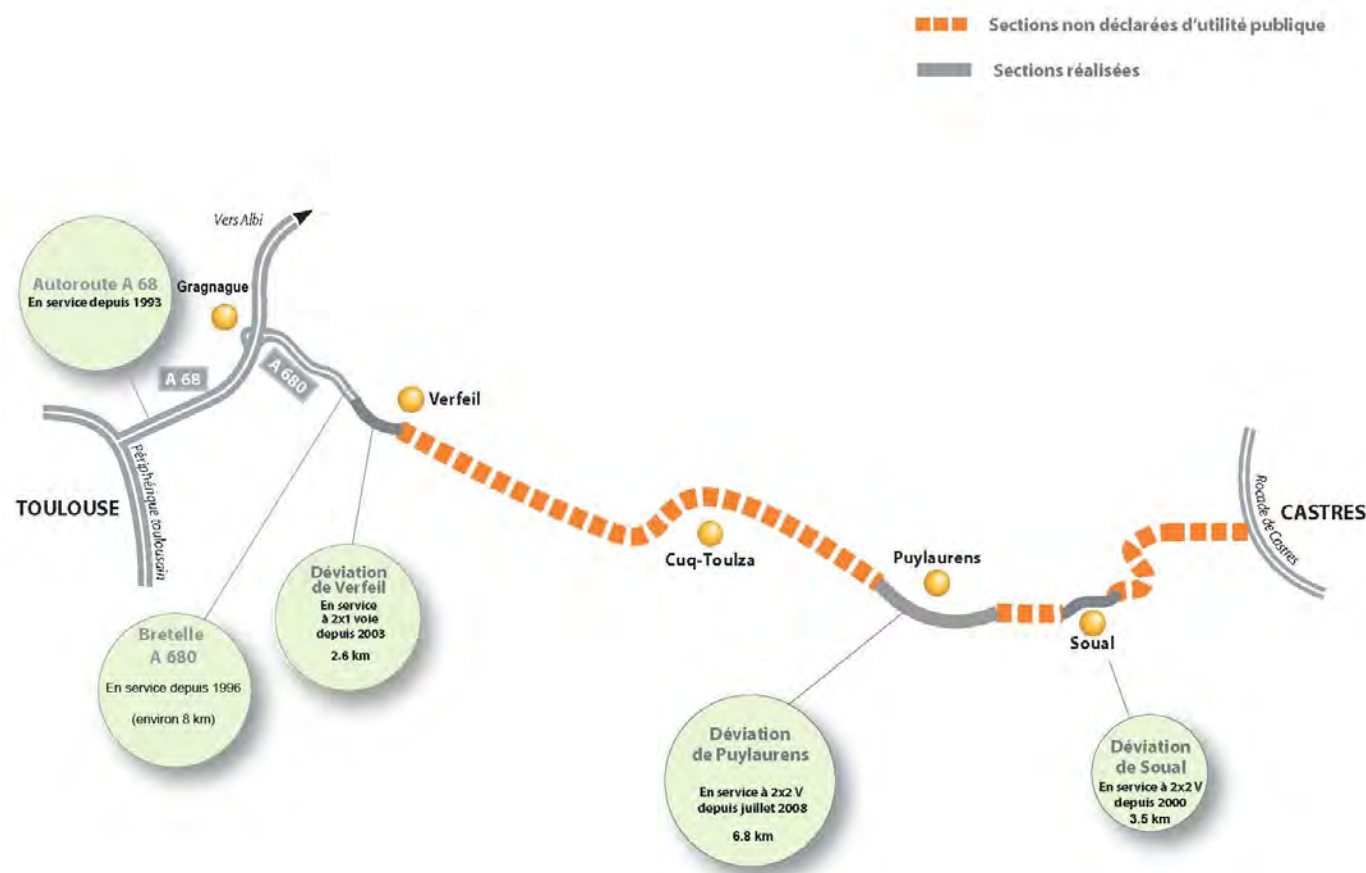 Sections non déclarées d'utilité publique
Sections réalisées
Vers Albi
Autoroute A 68
En service depuis 1993
Gragnague
A 68
A 680
Verfeil
Périphérique toulousain
TOULOUSE
Rocade de Castres
CASTRES
Cuq-Toulza
Puylaurens
Soual
Déviation
de Verfeil
En service
à 2x1 voie
depuis 2003
2.6 km
Bretelle
A 680
En service depuis 1996
(environ 8 km)
Déviation
de Puylaurens
En service à 2x2 V
depuis juillet 2008
6.8 km
Déviation
de Soual
En service à 2x2 V
depuis 2000
3.5 km